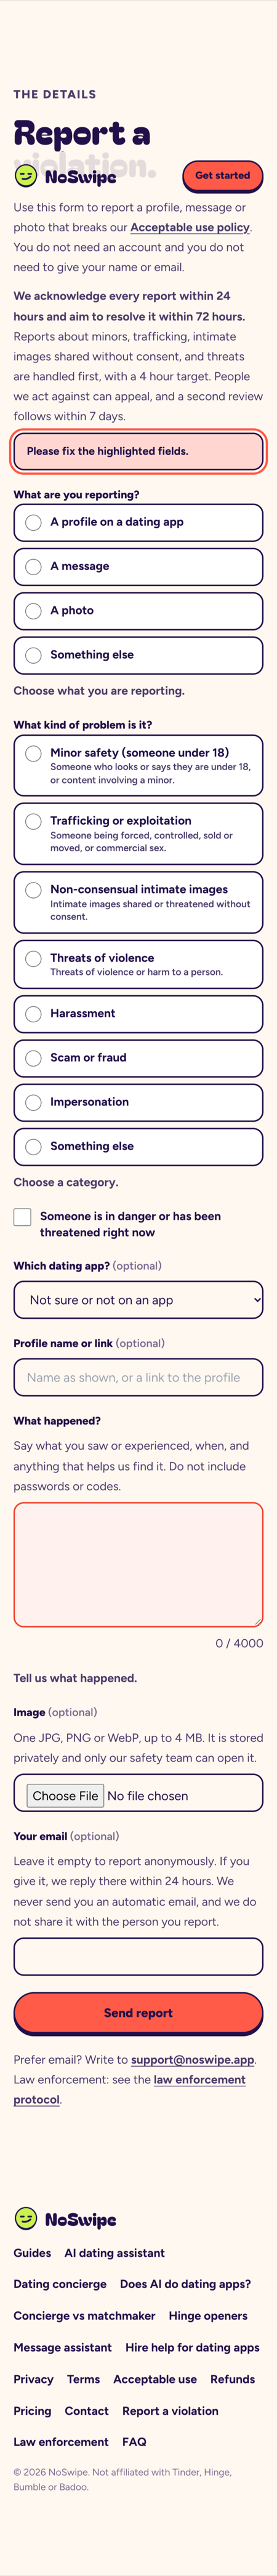 THE DETAILS
Report a
violation.
NoSwipe
Get started
Use this form to report a profile, message or
photo that breaks our Acceptable use policy.
You do not need an account and you do not
need to give your name or email.
We acknowledge every report within 24
hours and aim to resolve it within 72 hours.
Reports about minors, trafficking, intimate
images shared without consent, and threats
are handled first, with a 4 hour target. People
we act against can appeal, and a second review
follows within 7 days.
Please fix the highlighted fields.
What are you reporting?
A profile on a dating app
A message
A photo
Something else
Choose what you are reporting.
What kind of problem is it?
Minor safety (someone under 18)
Someone who looks or says they are under 18,
or content involving a minor.
Trafficking or exploitation
Someone being forced, controlled, sold or
moved, or commercial sex.
Non-consensual intimate images
Intimate images shared or threatened without
consent.
Threats of violence
Threats of violence or harm to a person.
Harassment
Scam or fraud
Impersonation
Something else
Choose a category.
Someone is in danger or has been
threatened right now
Which dating app? (optional)
Not sure or not on an app
Profile name or link (optional)
Name as shown, or a link to the profile
What happened?
Say what you saw or experienced, when, and
anything that helps us find it. Do not include
passwords or codes.
0 / 4000
Tell us what happened.
Image (optional)
One JPG, PNG or WebP, up to 4 MB. It is stored
privately and only our safety team can open it.
Choose File No file chosen
Your email (optional)
Leave it empty to report anonymously. If you
give it, we reply there within 24 hours. We
never send you an automatic email, and we do
not share it with the person you report.
Send report
Prefer email? Write to support@noswipe.app.
Law enforcement: see the law enforcement
protocol.
NoSwipe
Guides AI dating assistant
Dating concierge Does AI do dating apps?
Concierge vs matchmaker Hinge openers
Message assistant Hire help for dating apps
Privacy Terms Acceptable use Refunds
Pricing Contact Report a violation
Law enforcement FAQ
© 2026 NoSwipe. Not affiliated with Tinder, Hinge,
Bumble or Badoo.